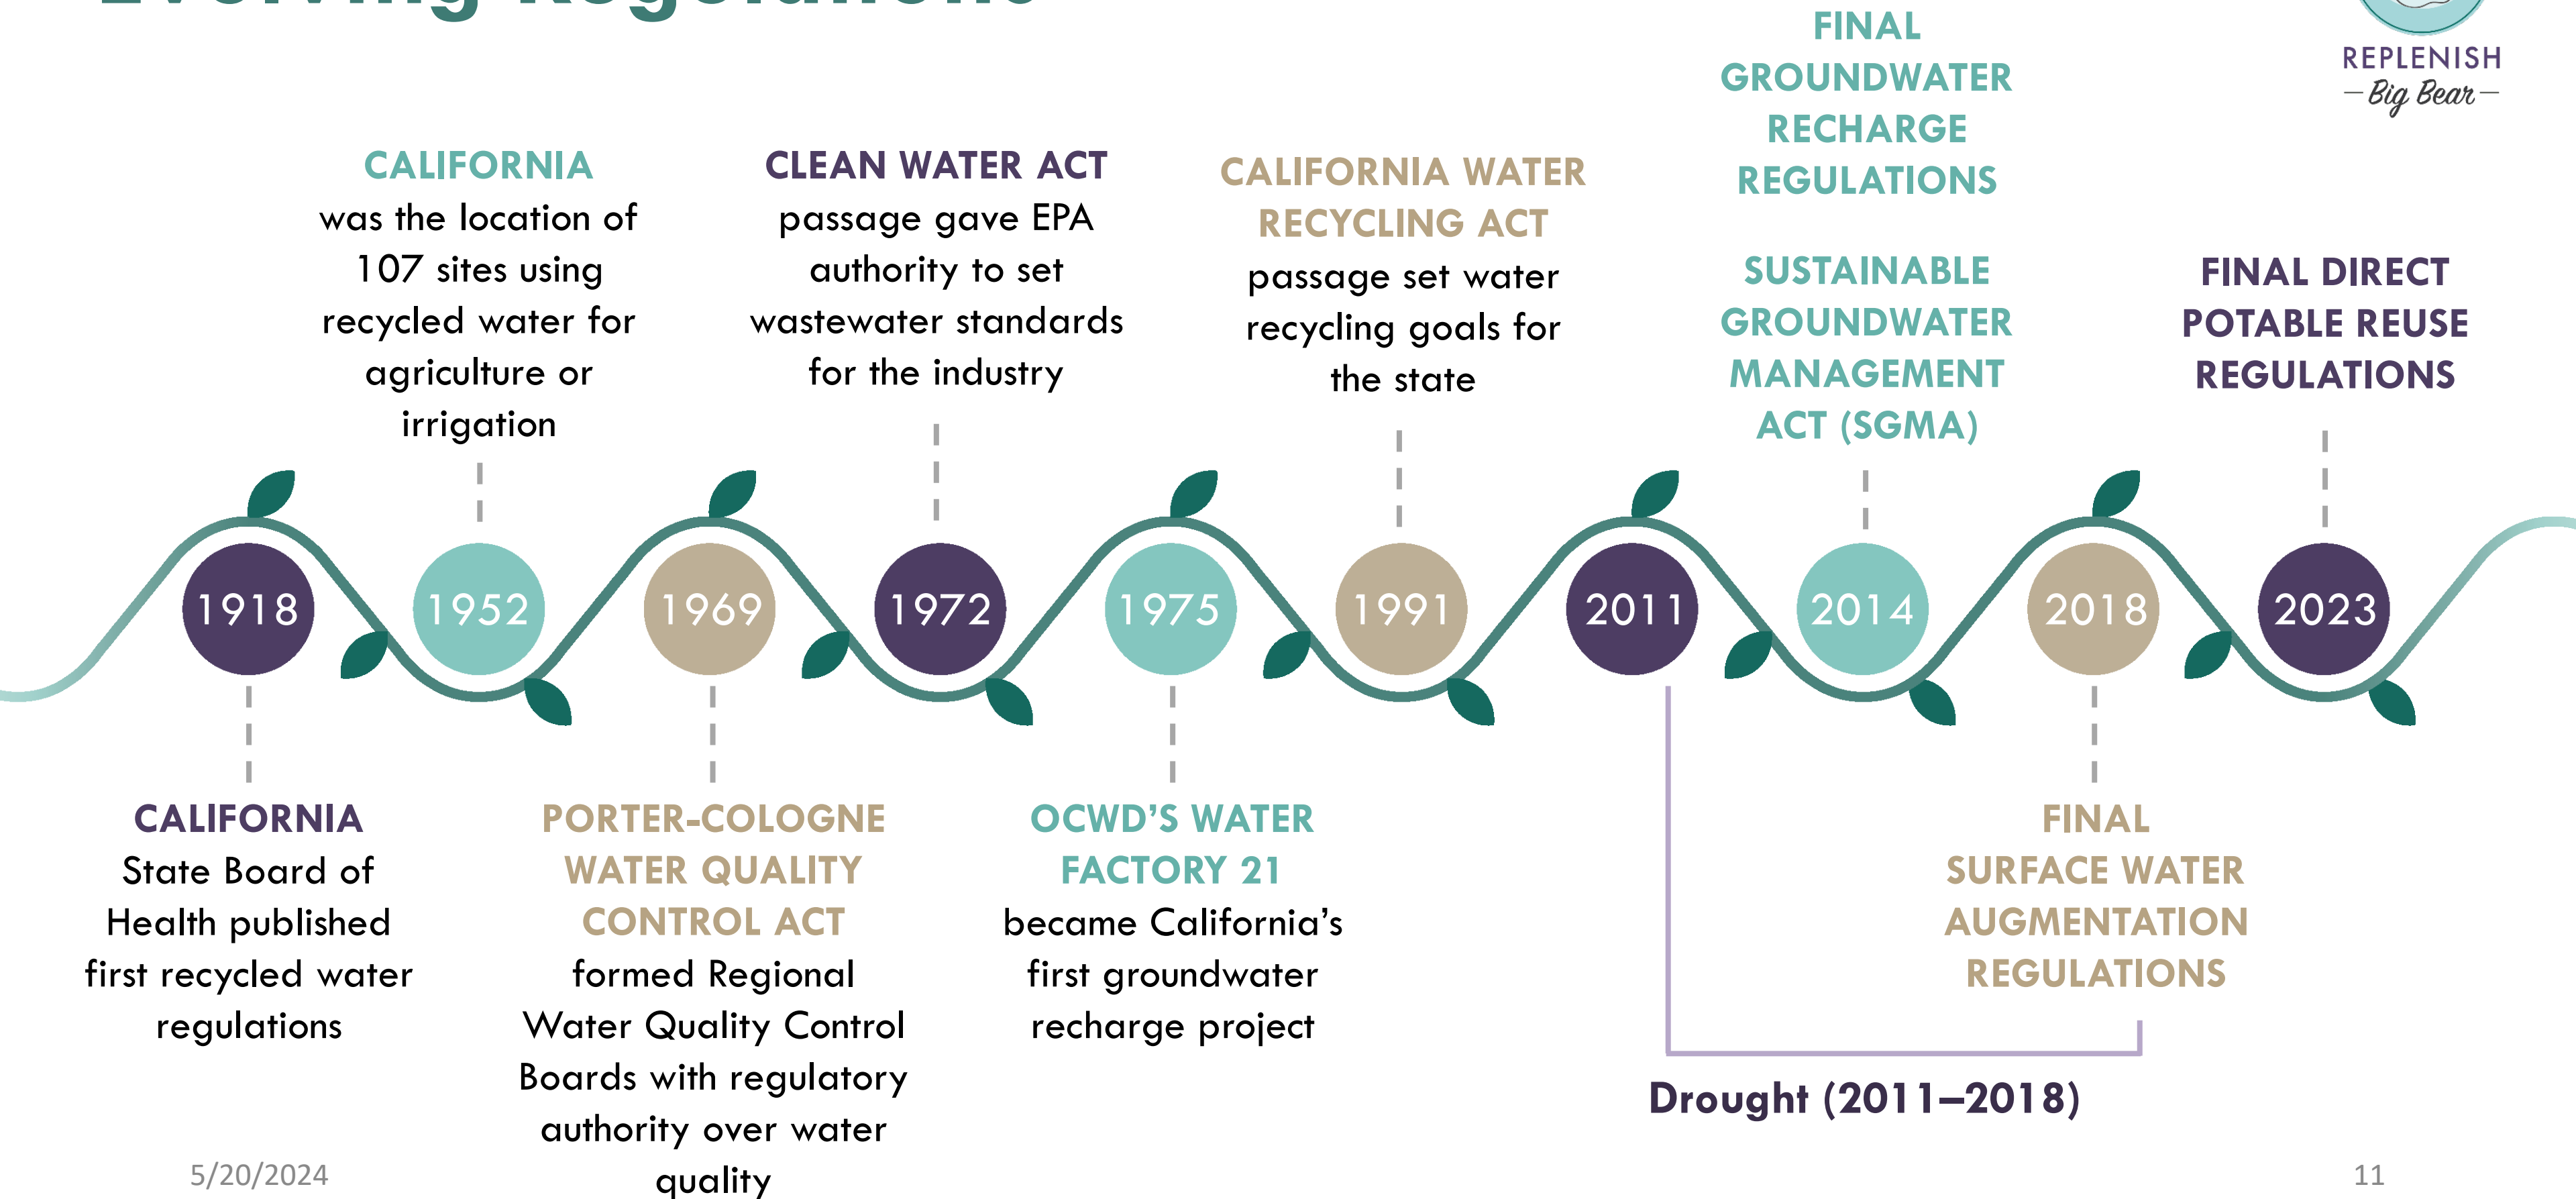 Evolving Regulations
REPLENISH
Big Bear
CALIFORNIA
was the location of
107 sites using
recycled water for
agriculture or
irrigation
CLEAN WATER ACT
passage gave EPA
authority to set
wastewater standards
for the industry
CALIFORNIA WATER
RECYCLING ACT
passage set water
recycling goals for
the state
FINAL
GROUNDWATER
RECHARGE
REGULATIONS
SUSTAINABLE
GROUNDWATER
MANAGEMENT
ACT (SGMA)
FINAL DIRECT
POTABLE REUSE
REGULATIONS
1918
1952
1969
1972
1975
1991
2011
2014
2018
2023
CALIFORNIA
State Board of
Health published
first recycled water
regulations
PORTER-COLOGNE
WATER QUALITY
CONTROL ACT
formed Regional
Water Quality Control
Boards with regulatory
authority over water
quality
OCWD’S WATER
FACTORY 21
became California’s
first groundwater
recharge project
FINAL
SURFACE WATER
AUGMENTATION
REGULATIONS
Drought (2011–2018)
5/20/2024
11